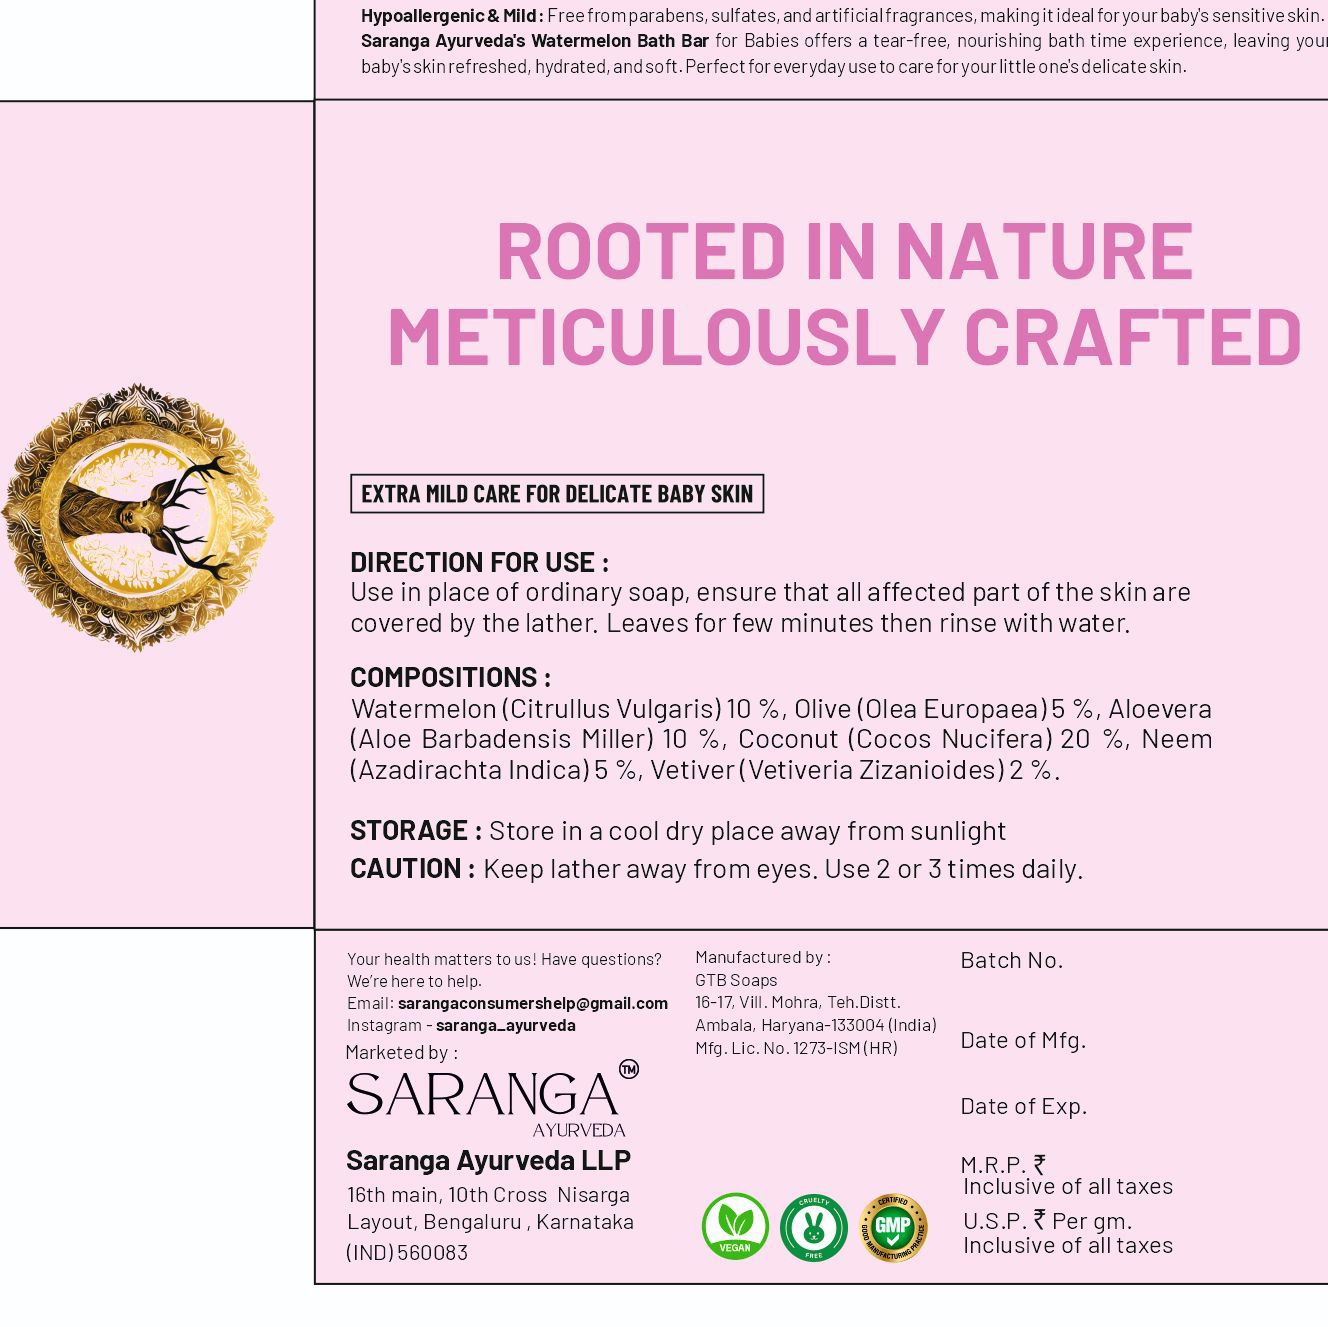 Hypoallergenic & Mild : Free from parabens, sulfates, and artificial fragrances, making it ideal for your baby's sensitive skin.
Saranga Ayurveda's Watermelon Bath Bar for Babies offers a tear-free, nourishing bath time experience, leaving your
baby's skin refreshed, hydrated, and soft. Perfect for everyday use to care for your little one's delicate skin.
ROOTED IN NATURE
METICULOUSLY CRAFTED
EXTRA MILD CARE FOR DELICATE BABY SKIN
DIRECTION FOR USE :
Use in place of ordinary soap, ensure that all affected part of the skin are
covered by the lather. Leaves for few minutes then rinse with water.
COMPOSITIONS :
Watermelon (Citrullus Vulgaris) 10 %, Olive (Olea Europaea) 5 %, Aloevera
(Aloe Barbadensis Miller) 10 %, Coconut (Cocos Nucifera) 20 %, Neem
(Azadirachta Indica) 5 %, Vetiver (Vetiveria Zizanioides) 2 %.
STORAGE : Store in a cool dry place away from sunlight
CAUTION : Keep lather away from eyes. Use 2 or 3 times daily.
Your health matters to us! Have questions?
We're here to help.
Email: sarangaconsumershelp@gmail.com
Instagram - saranga_ayurveda
Marketed by :
SARANGA TM
AYURVEDA
Saranga Ayurveda LLP
16th main, 10th Cross Nisarga
Layout, Bengaluru , Karnataka
(IND) 560083
Manufactured by :
GTB Soaps
16-17, Vill. Mohra, Teh.Distt.
Ambala, Haryana-133004 (India)
Mfg. Lic. No. 1273-ISM (HR)
VEGAN
CRUELTY
FREE
CERTIFIED
GMP
GOOD MANUFACTURING PRACTICE
Batch No.
Date of Mfg.
Date of Exp.
M.R.P. ₹
Inclusive of all taxes
U.S.P. ₹ Per gm.
Inclusive of all taxes